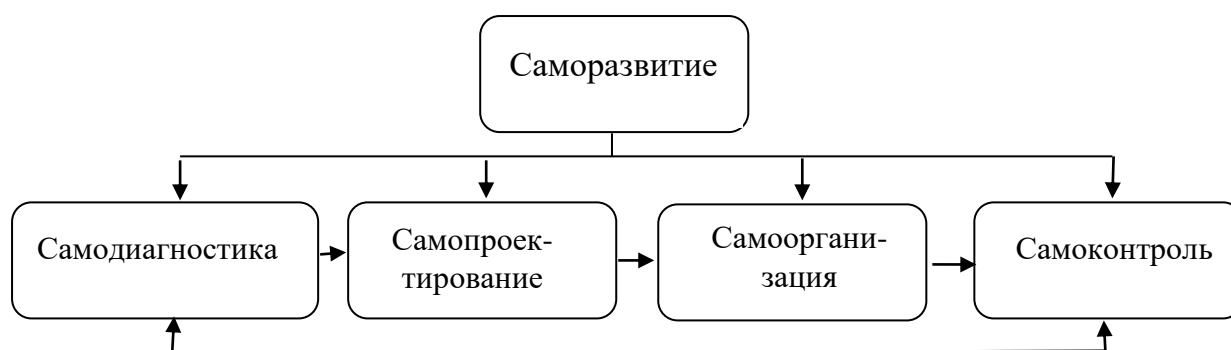 Саморазвитие
Самодиагностика
Самопроек-
тирование
Самооргани-
зация
Самоконтроль